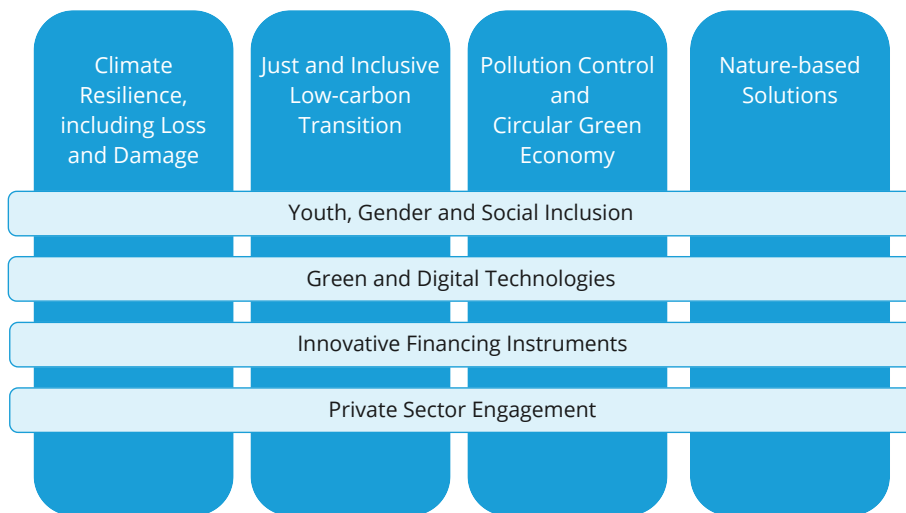 Climate
Resilience,
including Loss
and Damage
Just and Inclusive
Low-carbon
Transition
Pollution Control
and
Circular Green
Economy
Nature-based
Solutions
Youth, Gender and Social Inclusion
Green and Digital Technologies
Innovative Financing Instruments
Private Sector Engagement